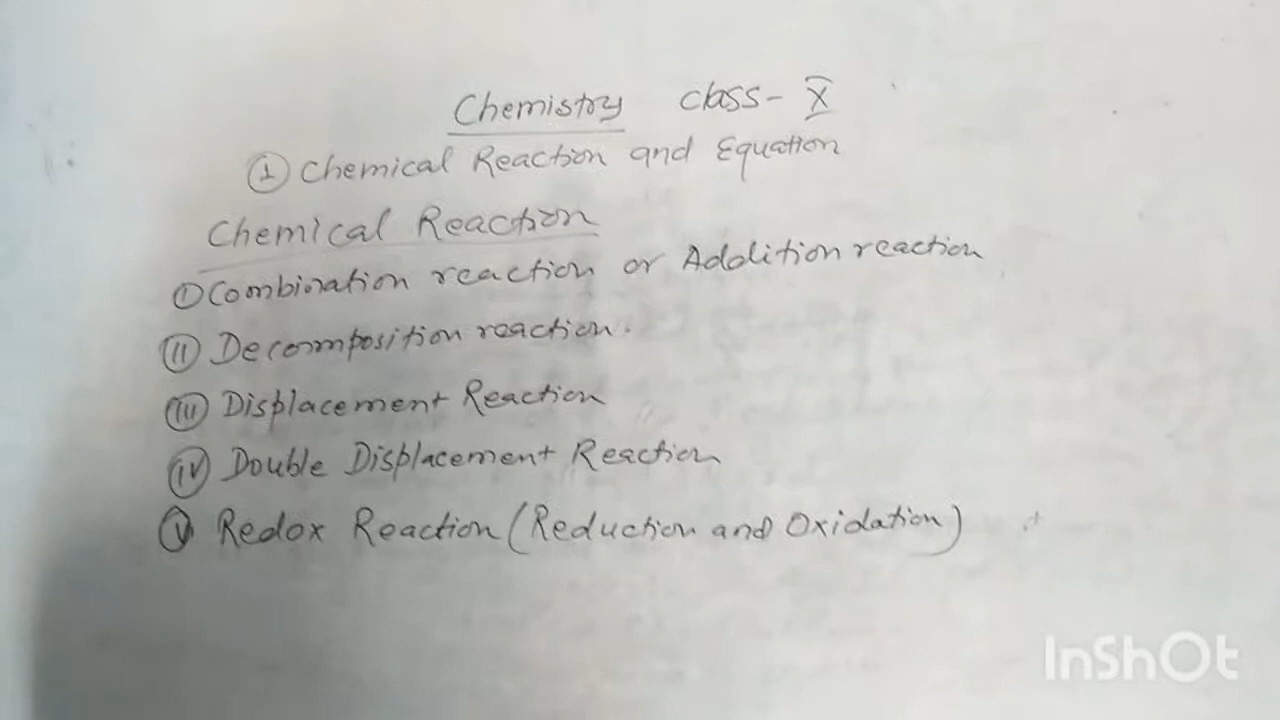 Chemistry class - X
① Chemical Reaction and Equation
Chemical Reaction
① Combination reaction or Addition reaction
(II) Decomposition reaction.
(III) Displacement Reaction
(IV) Double Displacement Reaction
(V) Redox Reaction (Reduction and Oxidation)
InShOt